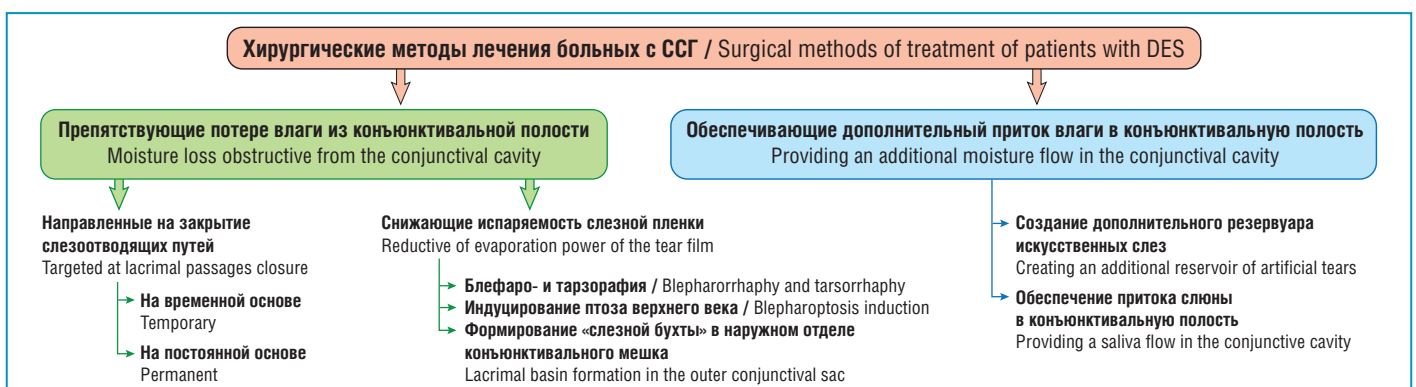 Хирургические методы лечения больных с ССГ / Surgical methods of treatment of patients with DES
Препятствующие потере влаги из конъюнктивальной полости
Moisture loss obstructive from the conjunctival cavity
Обеспечивающие дополнительный приток влаги в конъюнктивальную полость
Providing an additional moisture flow in the conjunctival cavity
Направленные на закрытие
слезоотводящих путей
Targeted at lacrimal passages closure
На временной основе
Temporary
На постоянной основе
Permanent
Снижающие испаряемость слезной пленки
Reductive of evaporation power of the tear film
Блефаро- и тарзорафия / Blepharorrhaphy and tarsorrhaphy
Индуцирование птоза верхнего века / Blepharoptosis induction
Формирование «слезной бухты» в наружном отделе
конъюнктивального мешка
Lacrimal basin formation in the outer conjunctival sac
Создание дополнительного резервуара
искусственных слез
Creating an additional reservoir of artificial tears
Обеспечение притока слюны
в конъюнктивальную полость
Providing a saliva flow in the conjunctive cavity